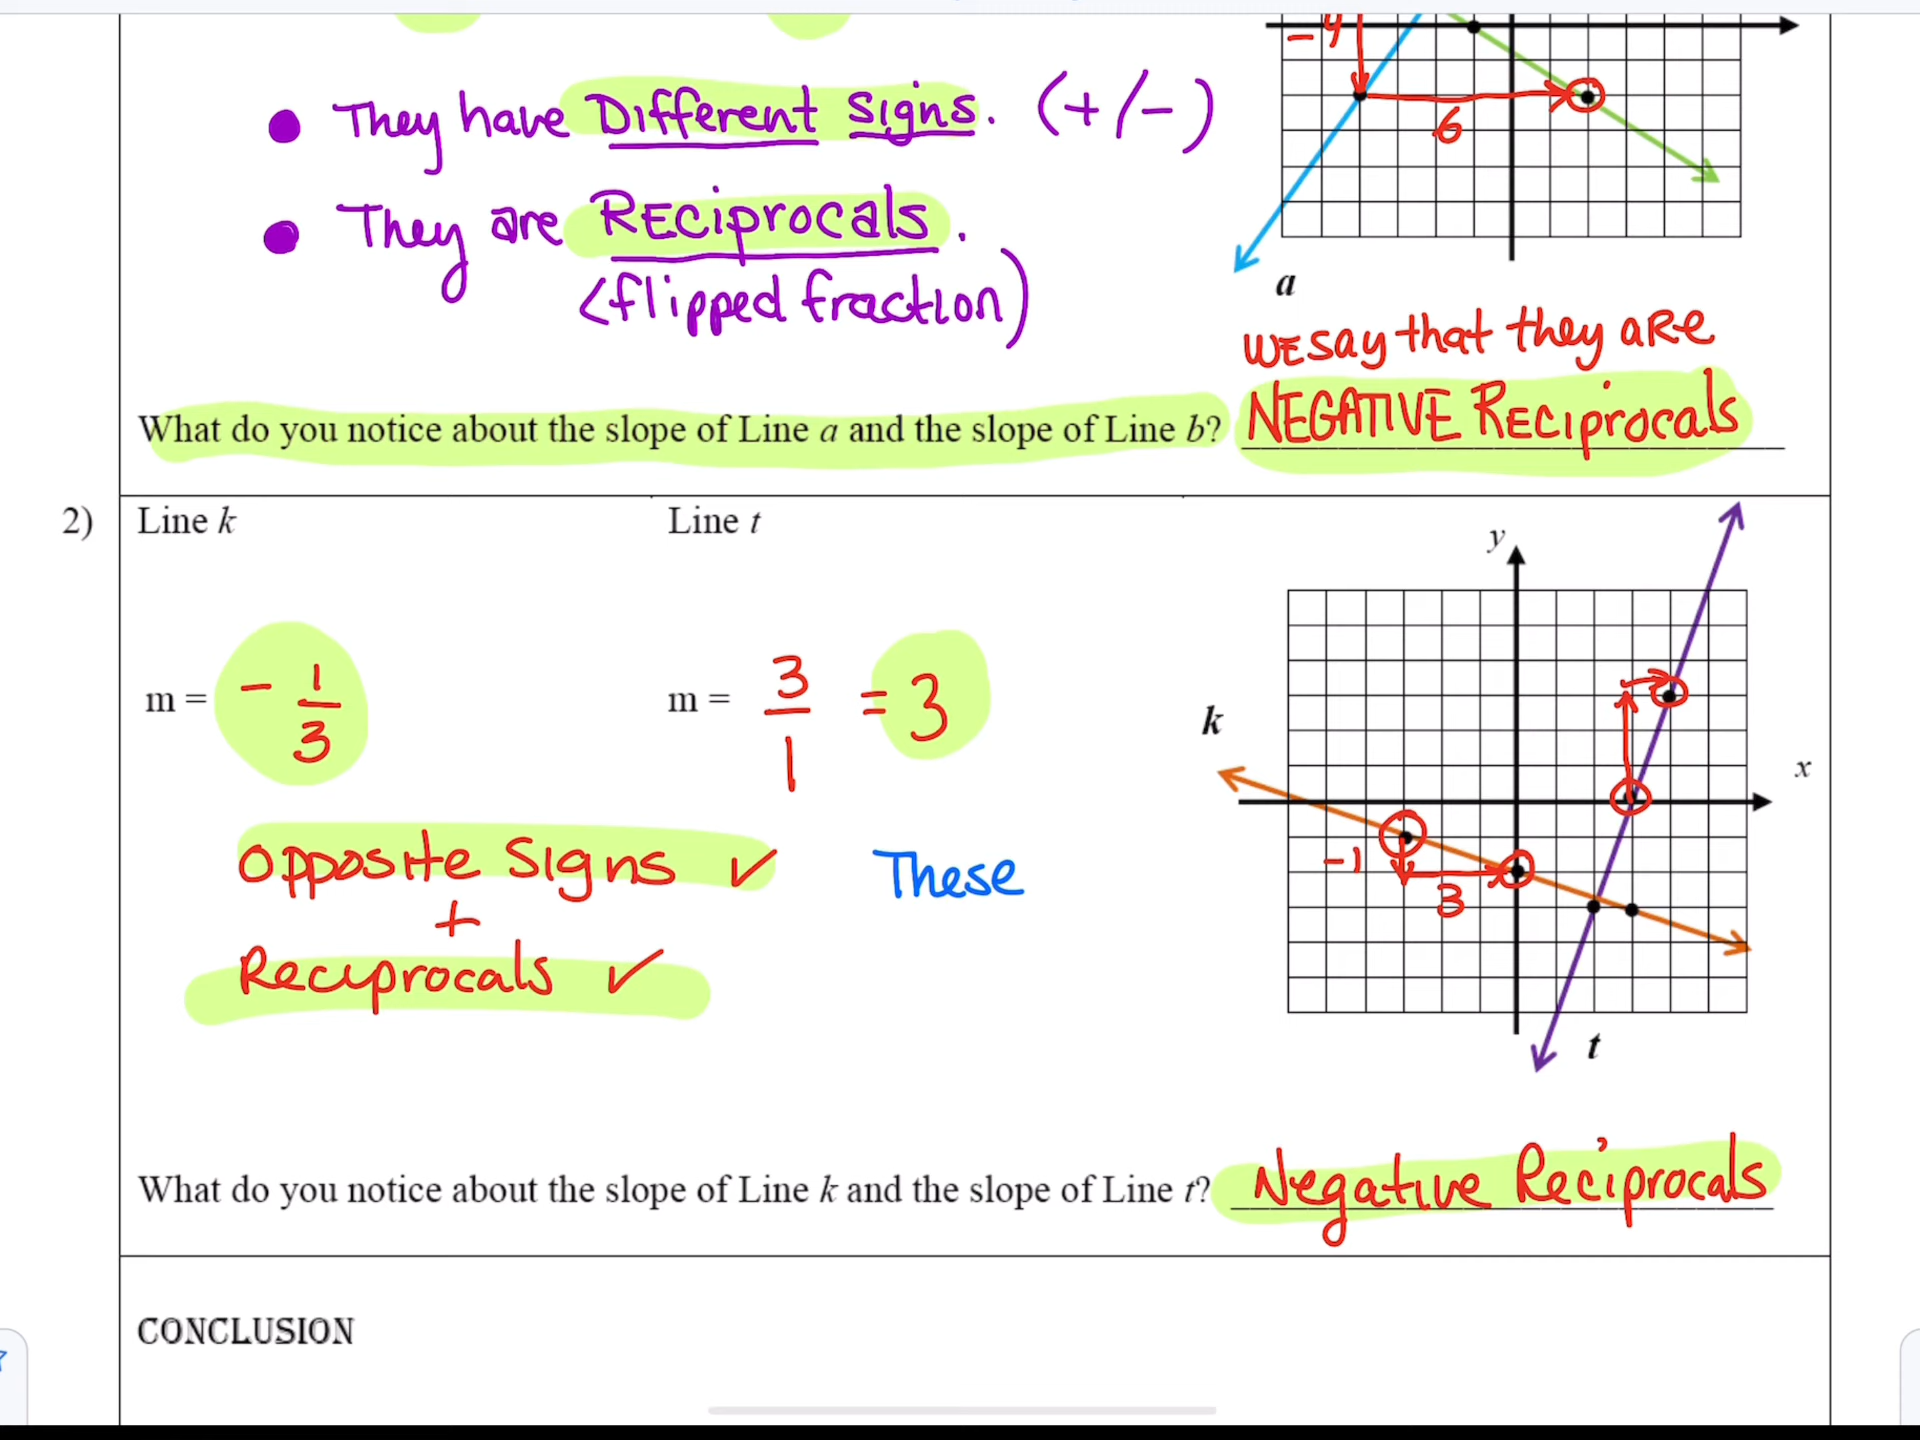 -4
They have Different Signs. (+/-)
6
They are Reciprocals.
(flipped fraction)
a
We say that they are
What do you notice about the slope of Line a and the slope of Line b? NEGATIVE Reciprocals
2) Line k Line t
y
m = - 1/3 m = 3/1 = 3
k
x
Opposite Signs ✓ These
-1
3
+
Reciprocals ✓
t
What do you notice about the slope of Line k and the slope of Line t? Negative Reciprocals
CONCLUSION